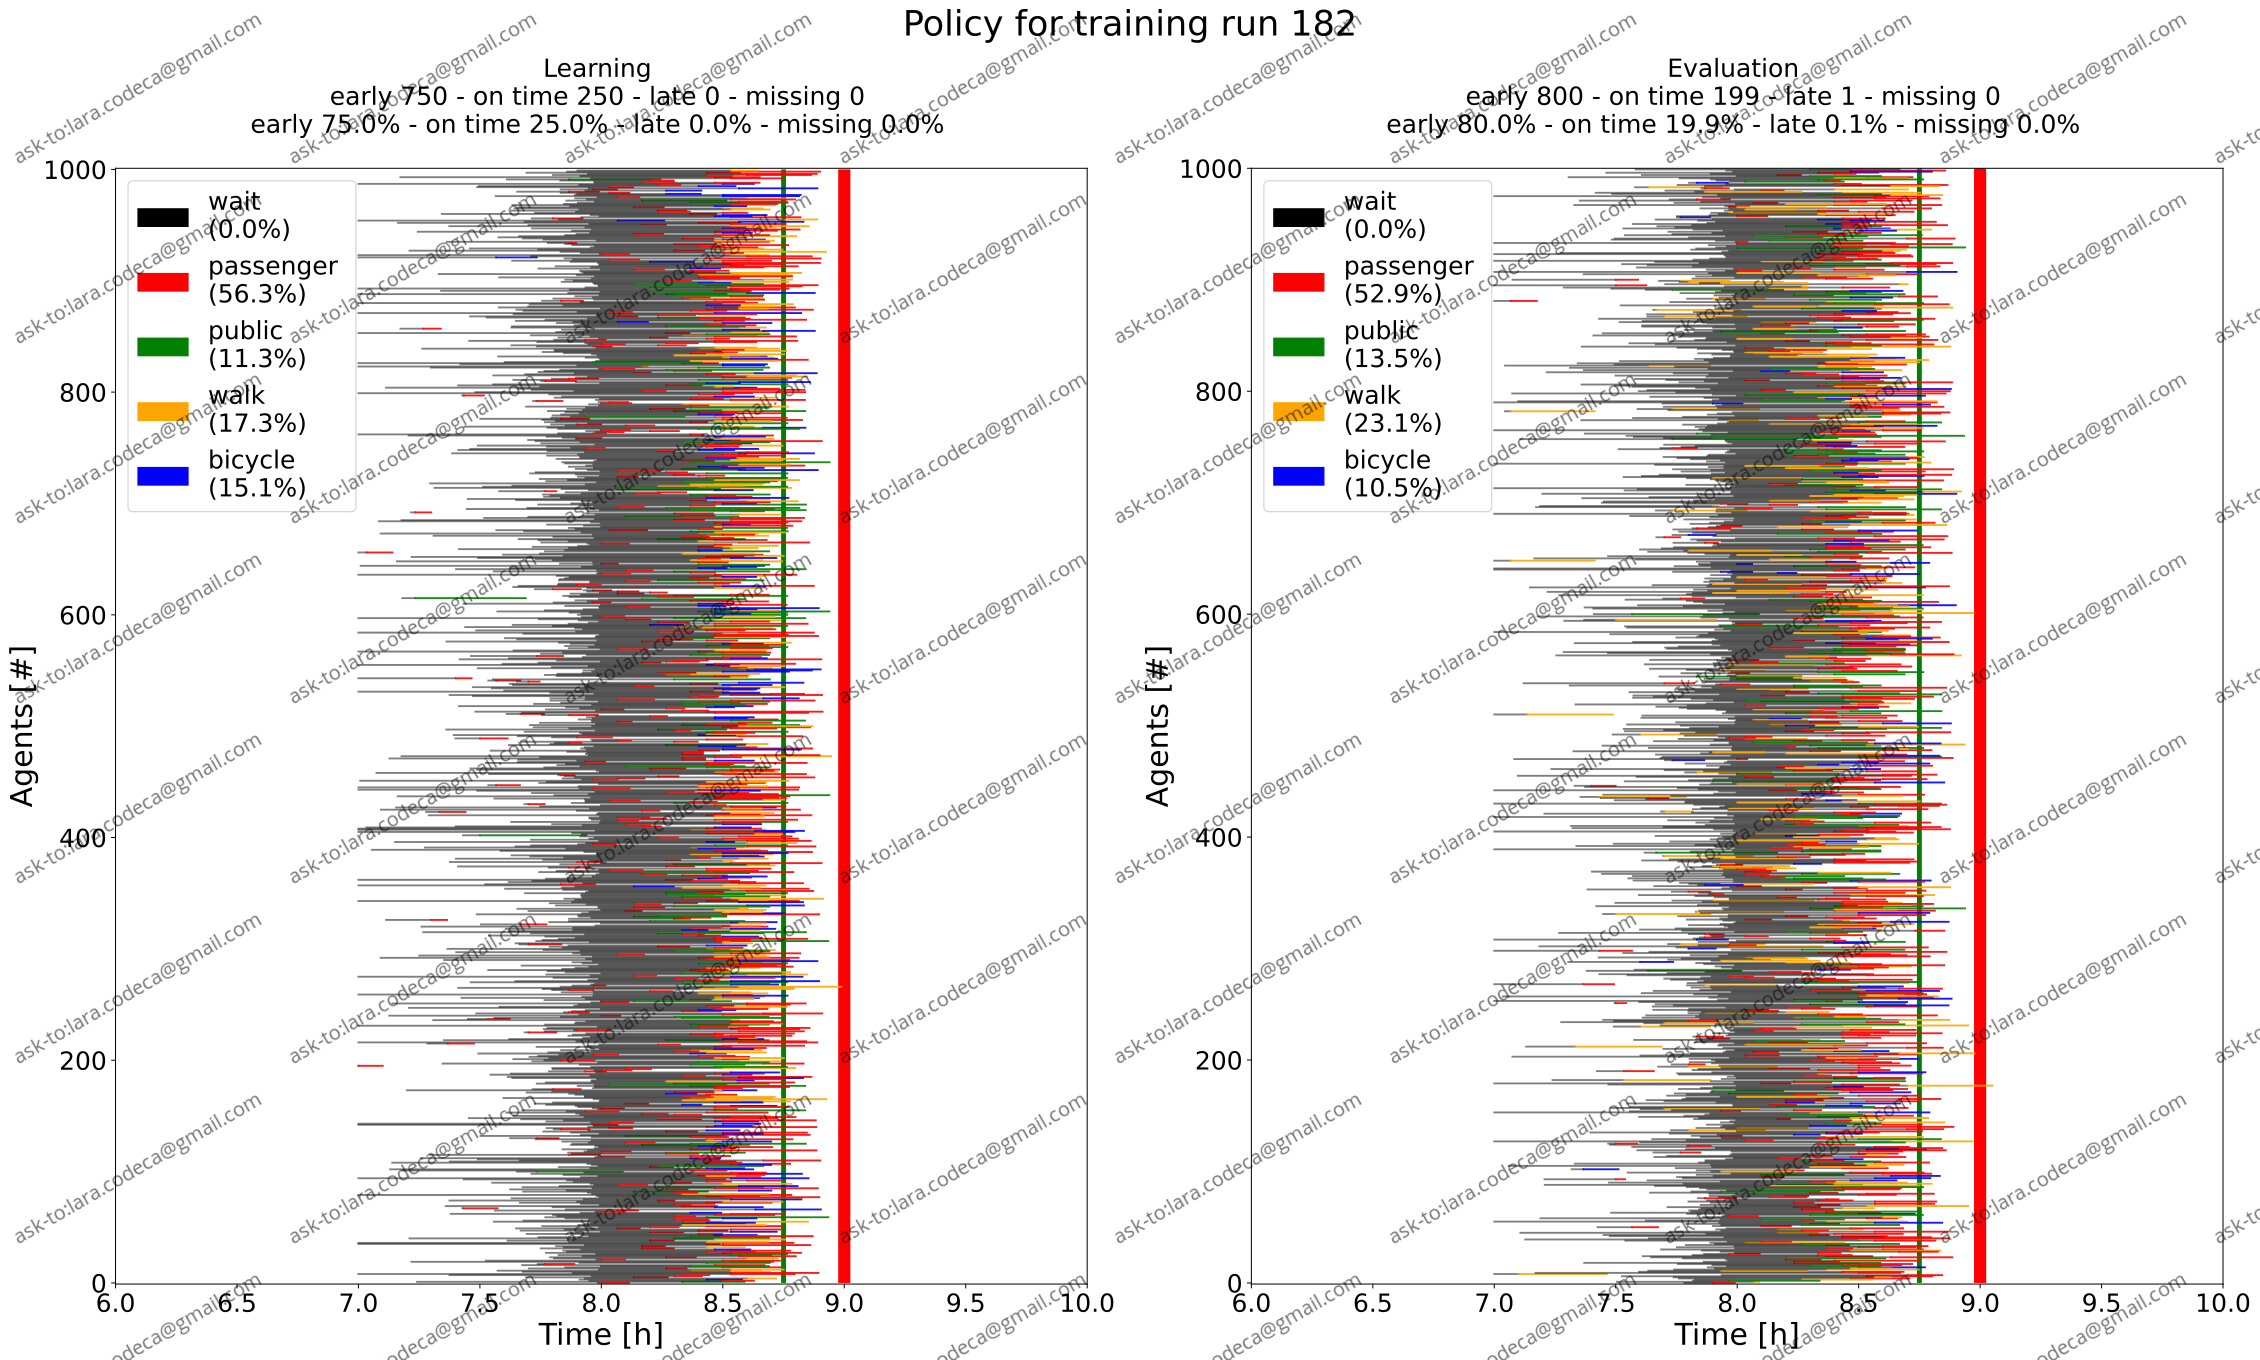 Policy for training run 182
Learning
early 750 - on time 250 - late 0 - missing 0
early 75.0% - on time 25.0% - late 0.0% - missing 0.0%
1000
800
600
400
200
0
Agents [#]
wait
(0.0%)
passenger
(56.3%)
public
(11.3%)
walk
(17.3%)
bicycle
(15.1%)
6.0 6.5 7.0 7.5 8.0 8.5 9.0 9.5 10.0
Time [h]
Evaluation
early 800 - on time 199 - late 1 - missing 0
early 80.0% - on time 19.9% - late 0.1% - missing 0.0%
1000
800
600
400
200
0
Agents [#]
wait
(0.0%)
passenger
(52.9%)
public
(13.5%)
walk
(23.1%)
bicycle
(10.5%)
6.0 6.5 7.0 7.5 8.0 8.5 9.0 9.5 10.0
Time [h]
ask-to:lara.codeca@gmail.com